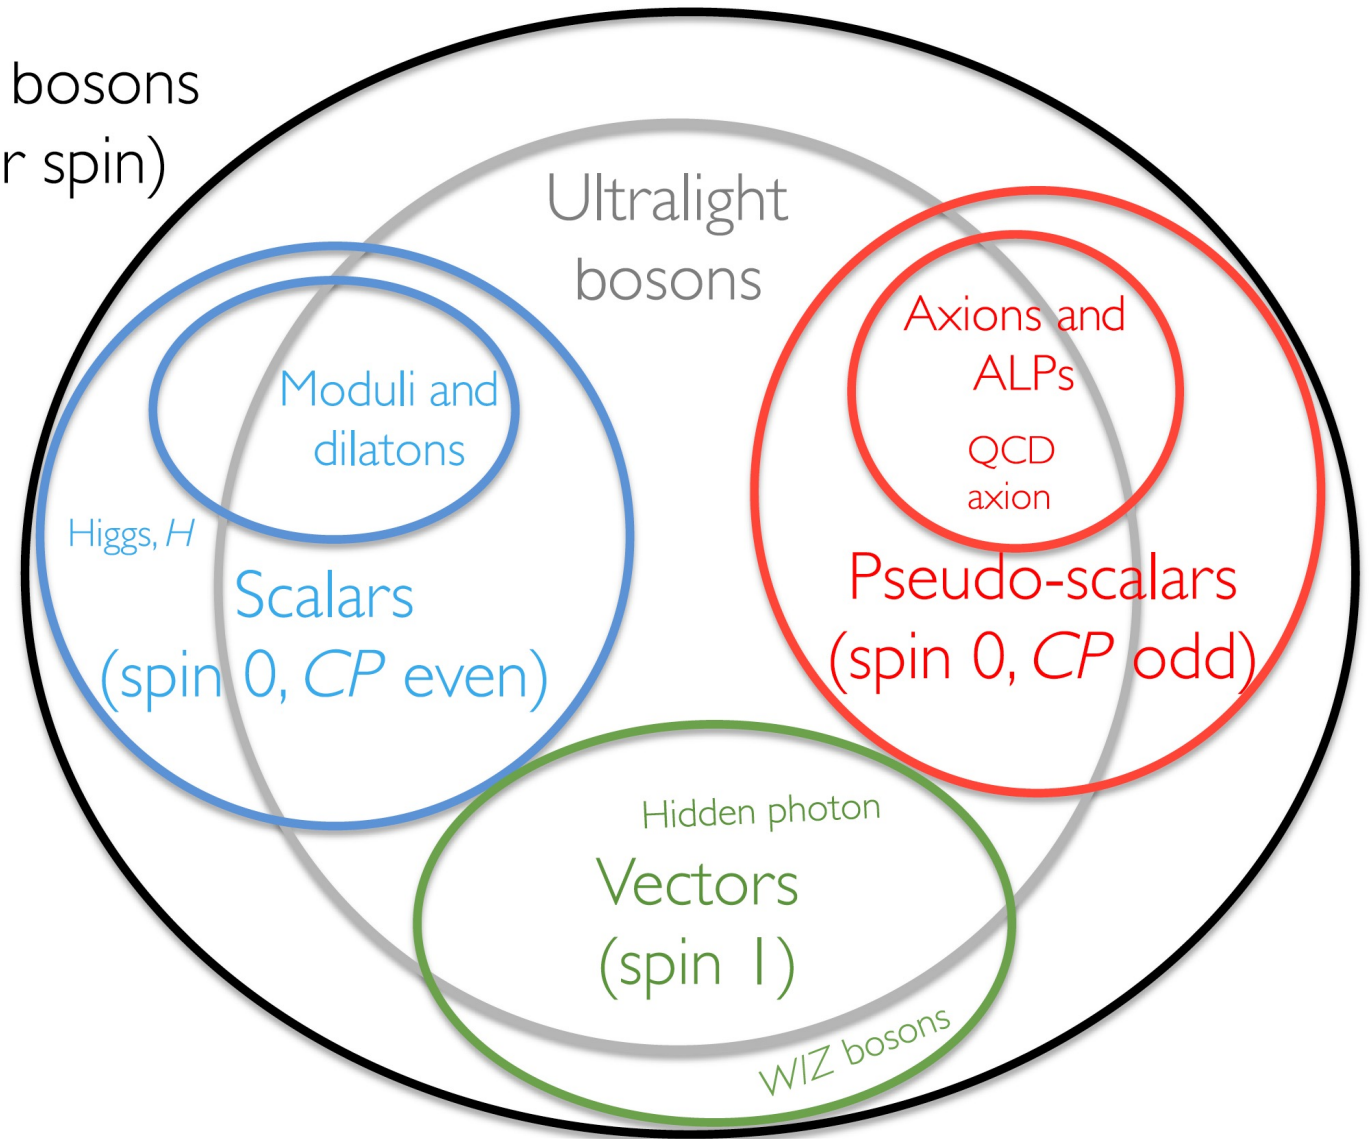 bosons
r spin)
Ultralight
bosons
Axions and
ALPs
QCD
axion
Moduli and
dilatons
Higgs, H
Scalars
(spin 0, CP even)
Pseudo-scalars
(spin 0, CP odd)
Hidden photon
Vectors
(spin 1)
W/Z bosons